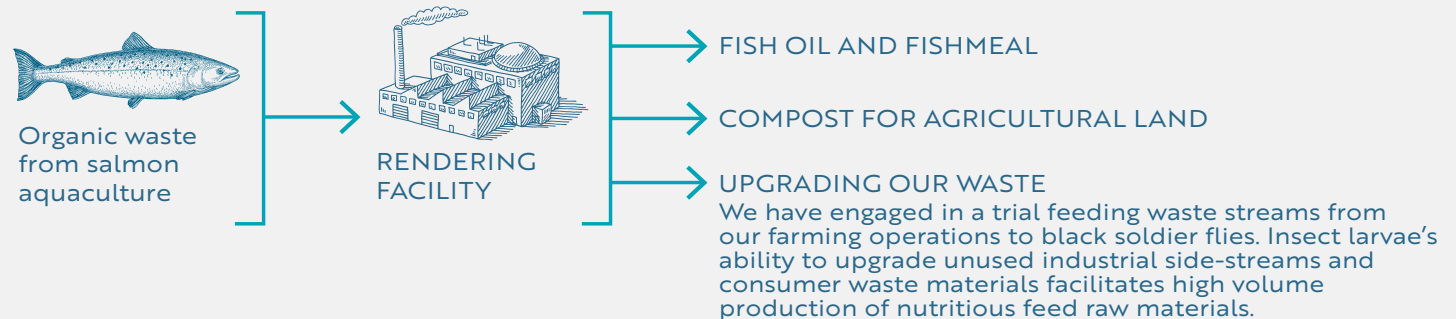 Organic waste
from salmon
aquaculture
RENDERING
FACILITY
FISH OIL AND FISHMEAL
COMPOST FOR AGRICULTURAL LAND
UPGRADING OUR WASTE
We have engaged in a trial feeding waste streams from
our farming operations to black soldier flies. Insect larvae's
ability to upgrade unused industrial side-streams and
consumer waste materials facilitates high volume
production of nutritious feed raw materials.